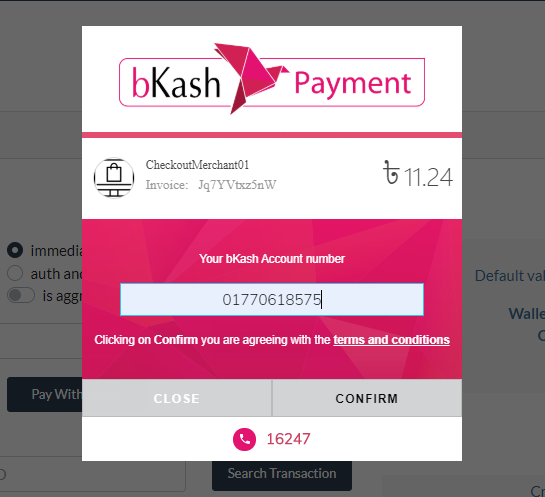 bKash Payment
CheckoutMerchant01
Invoice: Jq7YVtxz5nW
৳ 11.24
Your bKash Account number
01770618575
Clicking on Confirm you are agreeing with the terms and conditions
CLOSE
CONFIRM
16247
immedia
auth and
is aggr
Default val
Walle
Pay With
Search Transaction